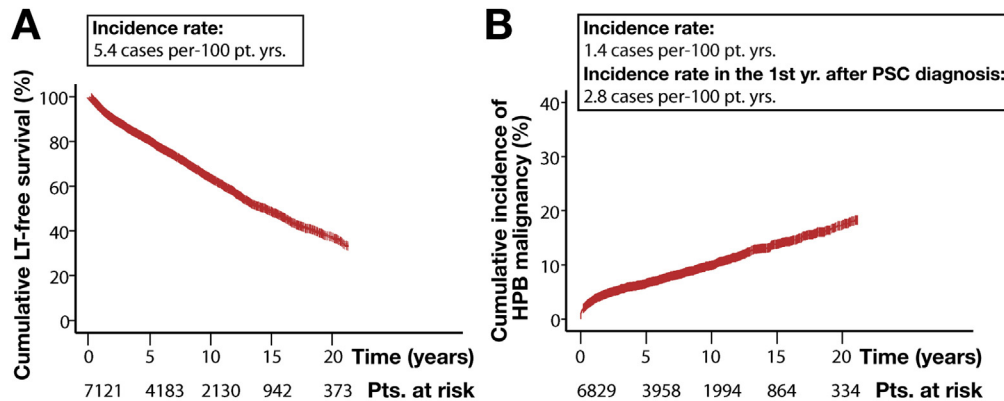 A
Incidence rate:
5.4 cases per-100 pt. yrs.
Cumulative LT-free survival (%)
100
80
60
40
20
0
0 5 10 15 20 Time (years)
7121 4183 2130 942 373 Pts. at risk
B
Incidence rate:
1.4 cases per-100 pt. yrs.
Incidence rate in the 1st yr. after PSC diagnosis:
2.8 cases per-100 pt. yrs.
Cumulative incidence of
HPB malignancy (%)
40
30
20
10
0
0 5 10 15 20 Time (years)
6829 3958 1994 864 334 Pts. at risk